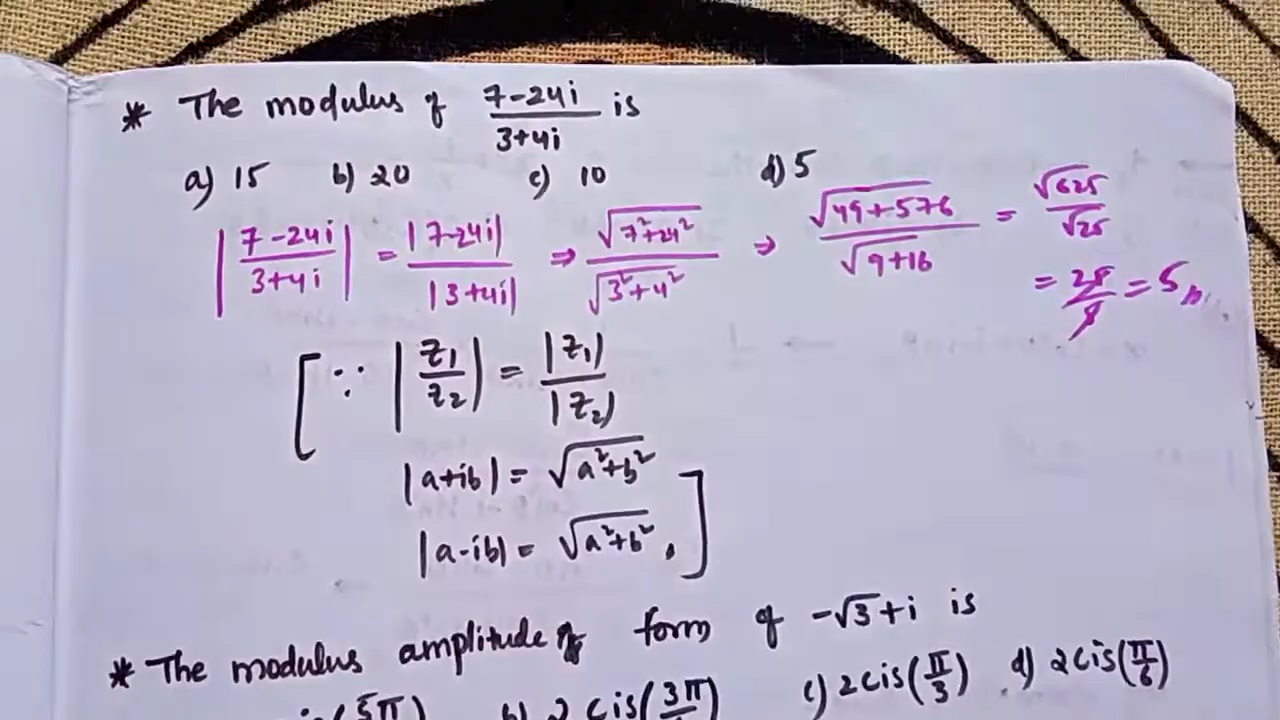 * The modulus of (7-24i)/(3+4i) is
a) 15 b) 20 c) 10 d) 5
|(7-24i)/(3+4i)| = |7-24i|/|3+4i| ⇒ √(7²+24²)/√(3²+4²) ⇒ √(49+576)/√(9+16) = √625/√25
= 25/5 = 5
[∵ |z₁/z₂| = |z₁|/|z₂|
|a+ib| = √(a²+b²)
|a-ib| = √(a²+b²).]
* The modulus amplitude form of -√3+i is
c) 2cis(π/3) d) 2cis(π/6)